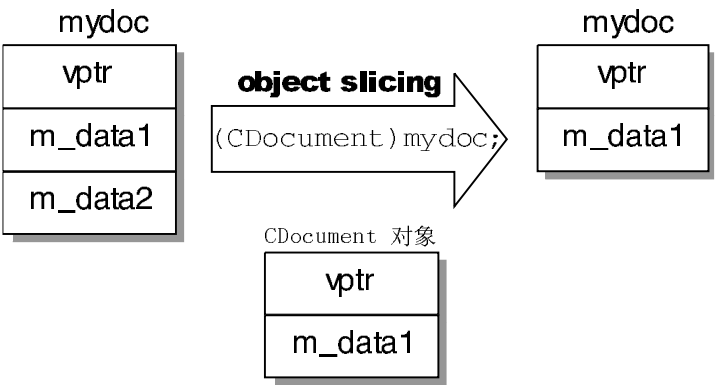 mydoc
vptr
m_data1
m_data2
object slicing
(CDocument)mydoc;
mydoc
vptr
m_data1
CDocument 对象
vptr
m_data1